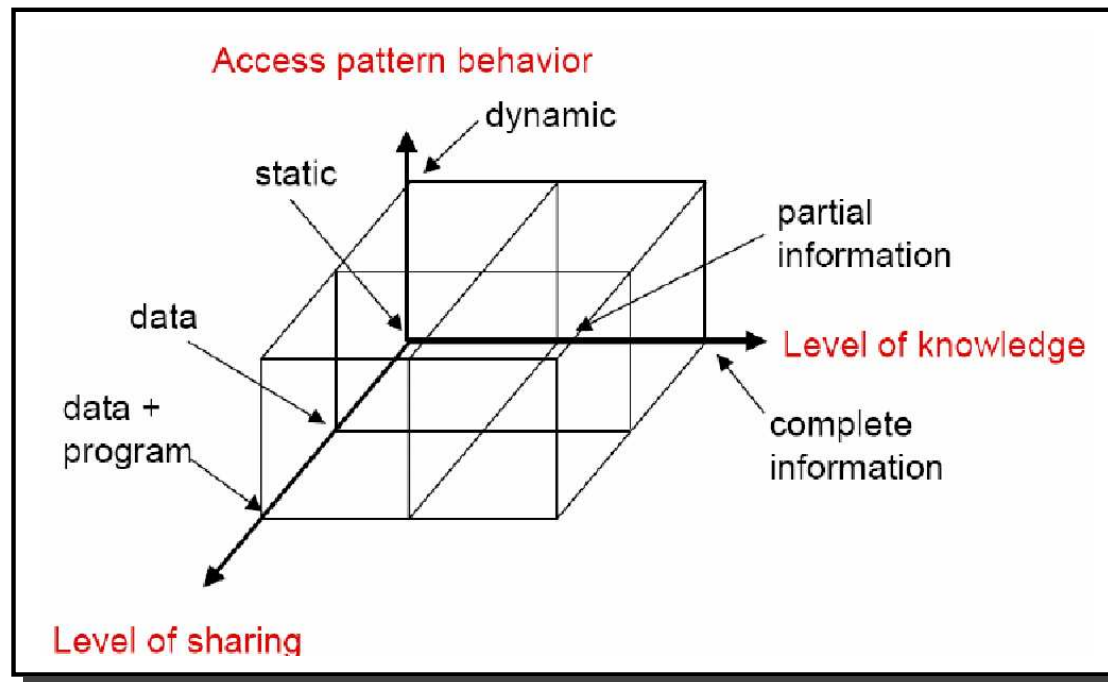 Access pattern behavior
dynamic
static
partial
information
data
Level of knowledge
data +
program
complete
information
Level of sharing